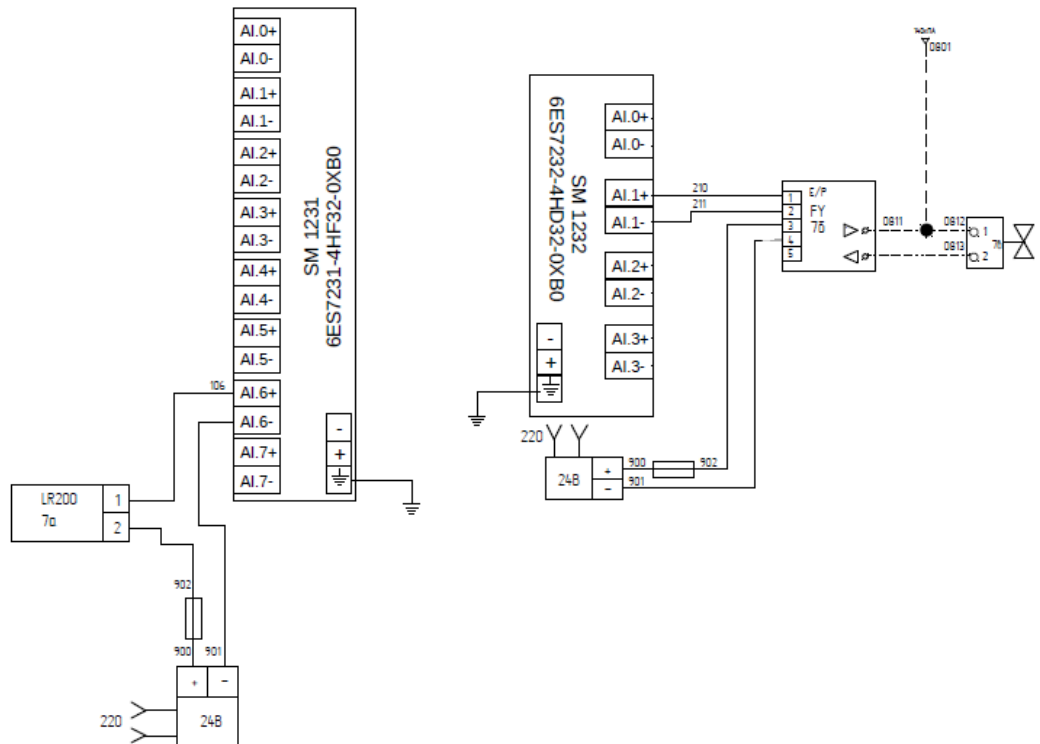 AI.0+
AI.0-
AI.1+
AI.1-
AI.2+
AI.2-
AI.3+
AI.3-
AI.4+
AI.4-
AI.5+
AI.5-
AI.6+
AI.6-
AI.7+
AI.7-
SM 1231
6ES7231-4HF32-0XB0
-
+
106
LR200
7а
1
2
902
900
901
+
-
24В
220
SM 1232
6ES7232-4HD32-0XB0
AI.0+
AI.0-
AI.1+
AI.1-
AI.2+
AI.2-
AI.3+
AI.3-
-
+
220
24В
+
-
900
902
901
210
211
1
2
3
4
5
E/P
FY
7б
0811
140кПА
0801
0812
0813
1
2
7в